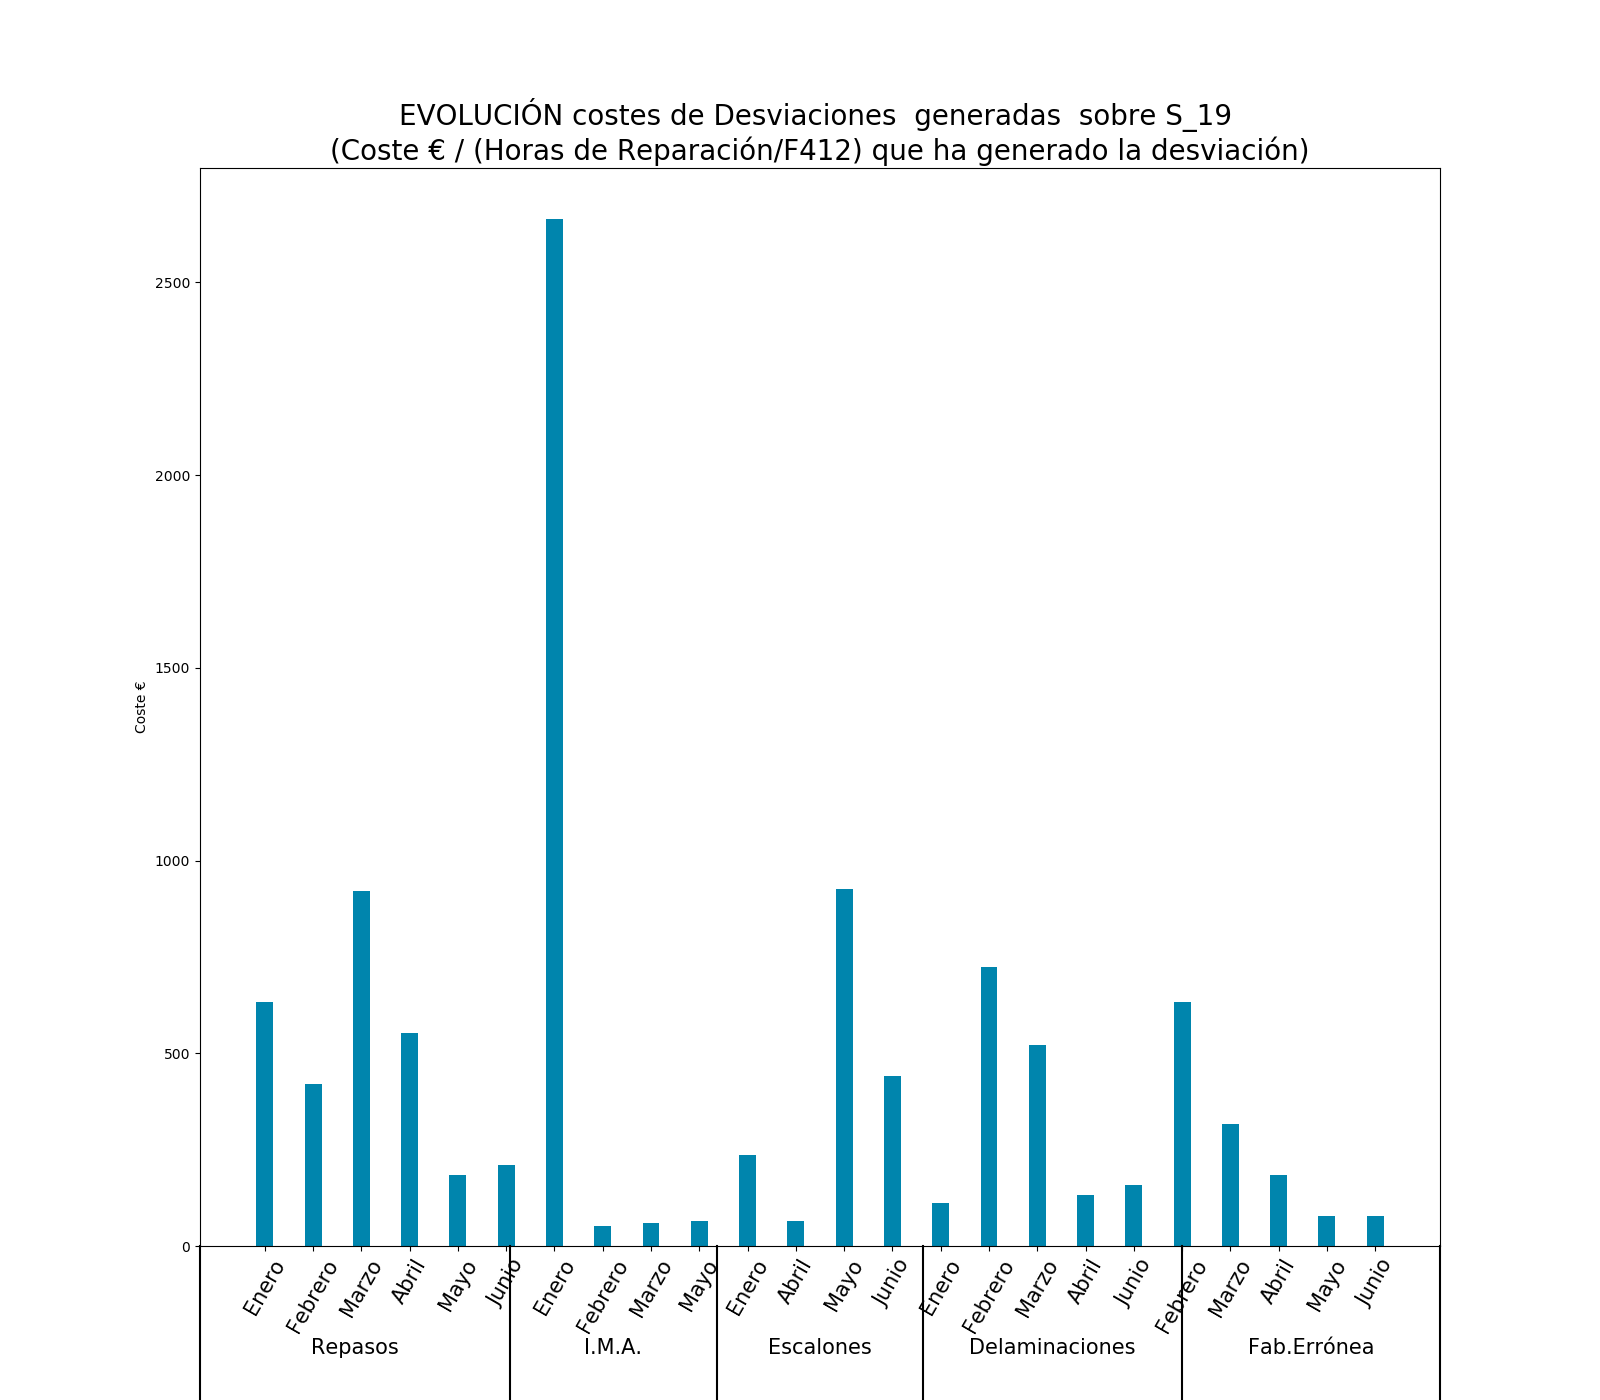 EVOLUCIÓN costes de Desviaciones  generadas  sobre S_19
(Coste € / (Horas de Reparación/F412) que ha generado la desviación)
2500
2000
1500
1000
500
0
Coste €
Enero Febrero Marzo Abril Mayo Junio Enero Febrero Marzo Mayo Enero Abril Mayo Junio Enero Febrero Marzo Abril Junio Febrero Marzo Abril Mayo Junio
Repasos I.M.A. Escalones Delaminaciones Fab.Errónea